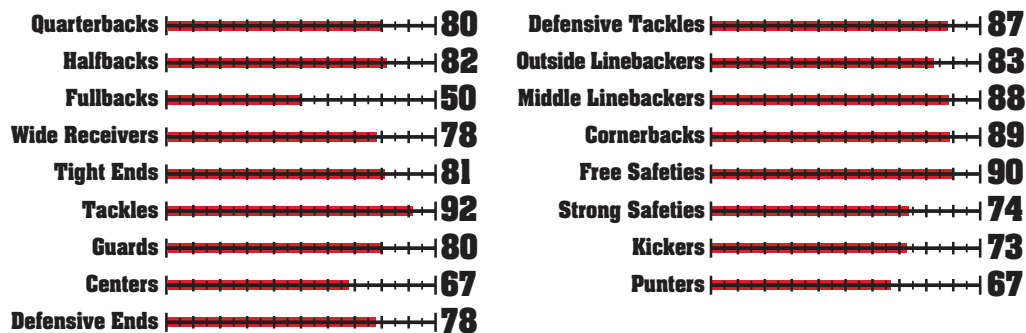 Quarterbacks 80
Halfbacks 82
Fullbacks 50
Wide Receivers 78
Tight Ends 81
Tackles 92
Guards 80
Centers 67
Defensive Ends 78
Defensive Tackles 87
Outside Linebackers 83
Middle Linebackers 88
Cornerbacks 89
Free Safeties 90
Strong Safeties 74
Kickers 73
Punters 67